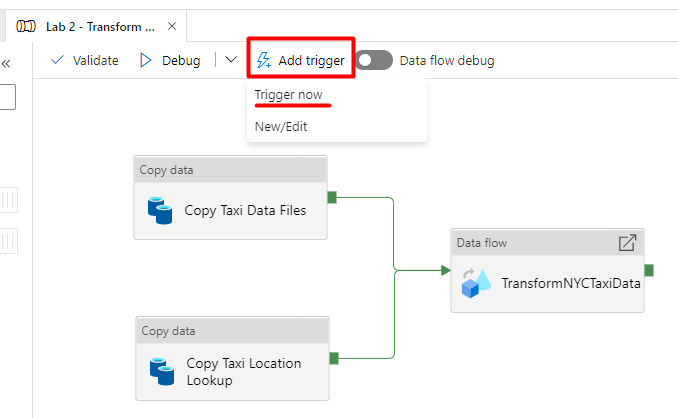 Lab 2 - Transform ...
Validate
Debug
Add trigger
Data flow debug
Trigger now
New/Edit
Copy data
Copy Taxi Data Files
Data flow
TransformNYCTaxiData
Copy data
Copy Taxi Location
Lookup